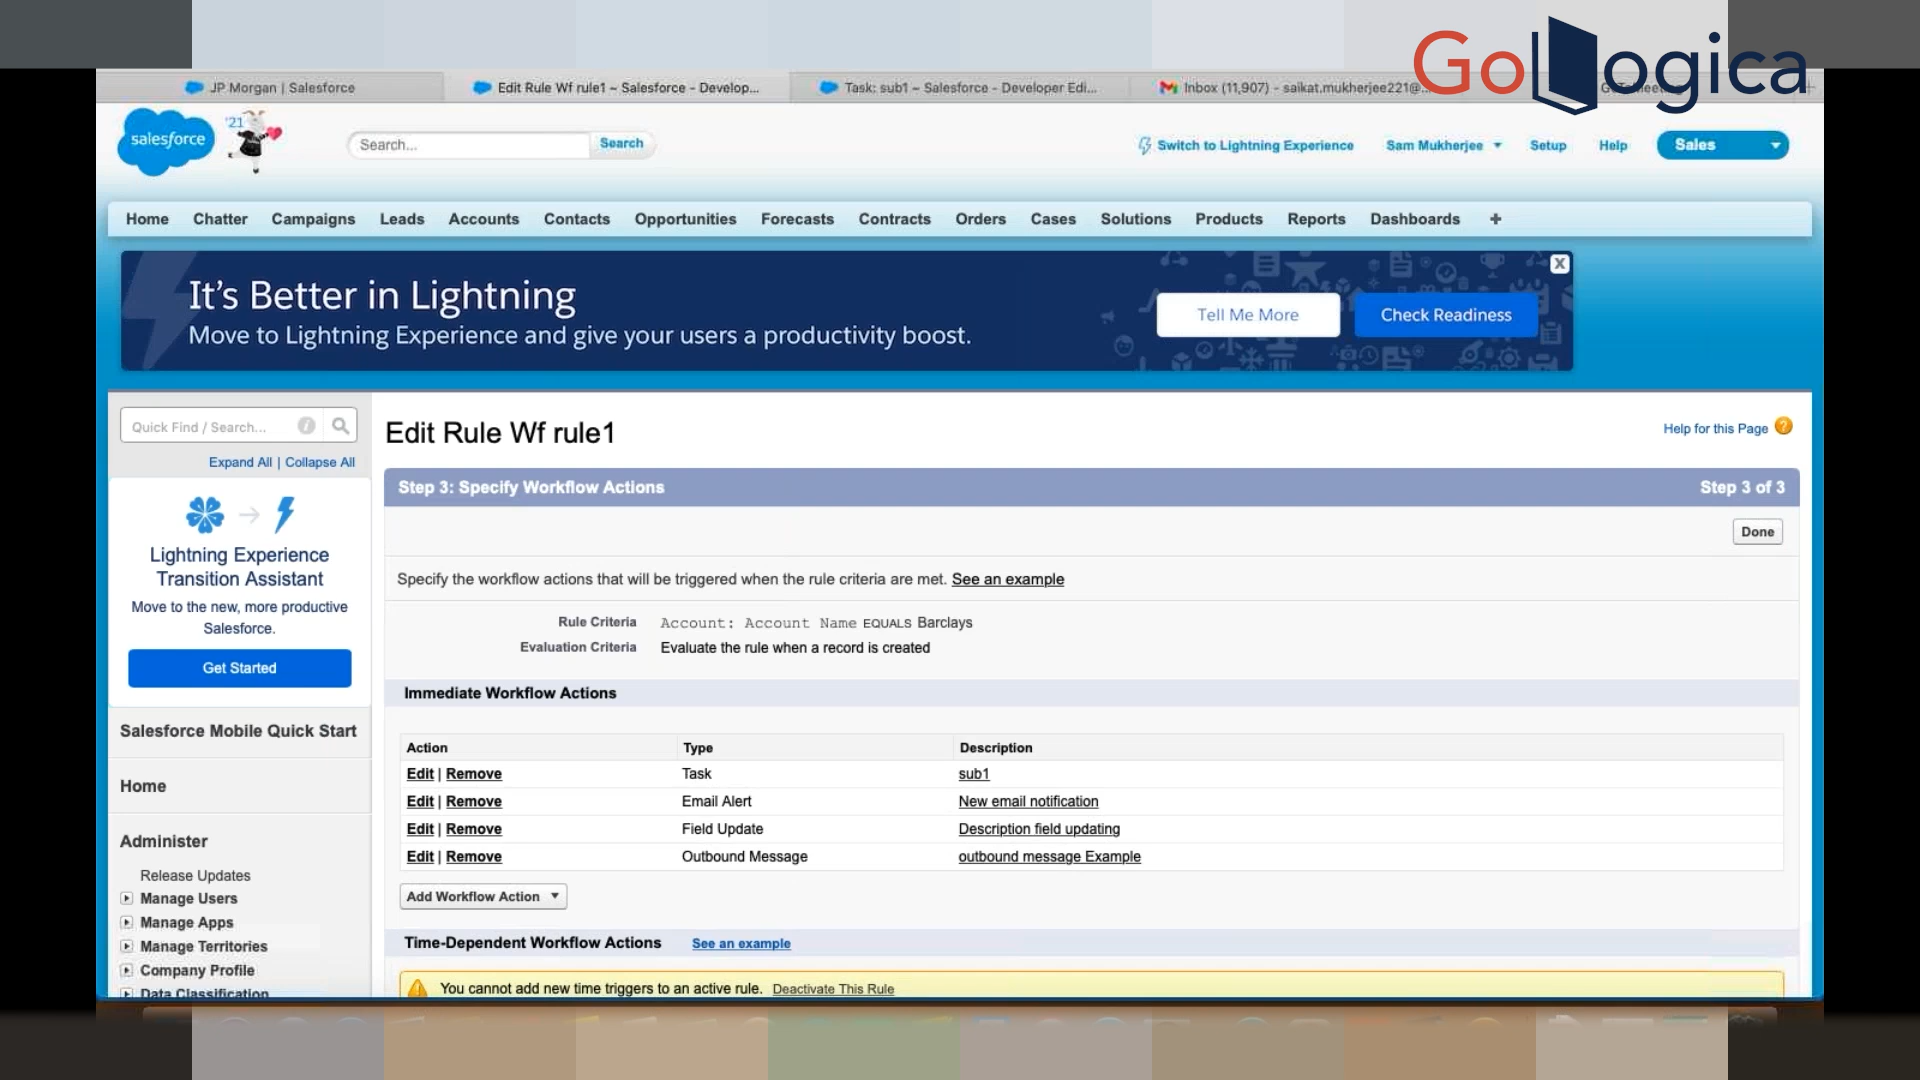 GoLogica
JP Morgan | Salesforce
Edit Rule Wf rule1 ~ Salesforce - Develop...
Task: sub1 ~ Salesforce - Developer Edi...
Inbox (11,907) - saikat.mukherjee221@...
salesforce
'21
Search...
Search
Switch to Lightning Experience
Sam Mukherjee
Setup
Help
Sales
Home Chatter Campaigns Leads Accounts Contacts Opportunities Forecasts Contracts Orders Cases Solutions Products Reports Dashboards +
It's Better in Lightning
Move to Lightning Experience and give your users a productivity boost.
Tell Me More
Check Readiness
X
Quick Find / Search...
Expand All | Collapse All
Lightning Experience
Transition Assistant
Move to the new, more productive
Salesforce.
Get Started
Salesforce Mobile Quick Start
Home
Administer
Release Updates
Manage Users
Manage Apps
Manage Territories
Company Profile
Data Classification
Edit Rule Wf rule1
Help for this Page ?
Step 3: Specify Workflow Actions
Step 3 of 3
Done
Specify the workflow actions that will be triggered when the rule criteria are met. See an example
Rule Criteria Account: Account Name EQUALS Barclays
Evaluation Criteria Evaluate the rule when a record is created
Immediate Workflow Actions
Action Type Description
Edit | Remove Task sub1
Edit | Remove Email Alert New email notification
Edit | Remove Field Update Description field updating
Edit | Remove Outbound Message outbound message Example
Add Workflow Action
Time-Dependent Workflow Actions See an example
You cannot add new time triggers to an active rule. Deactivate This Rule